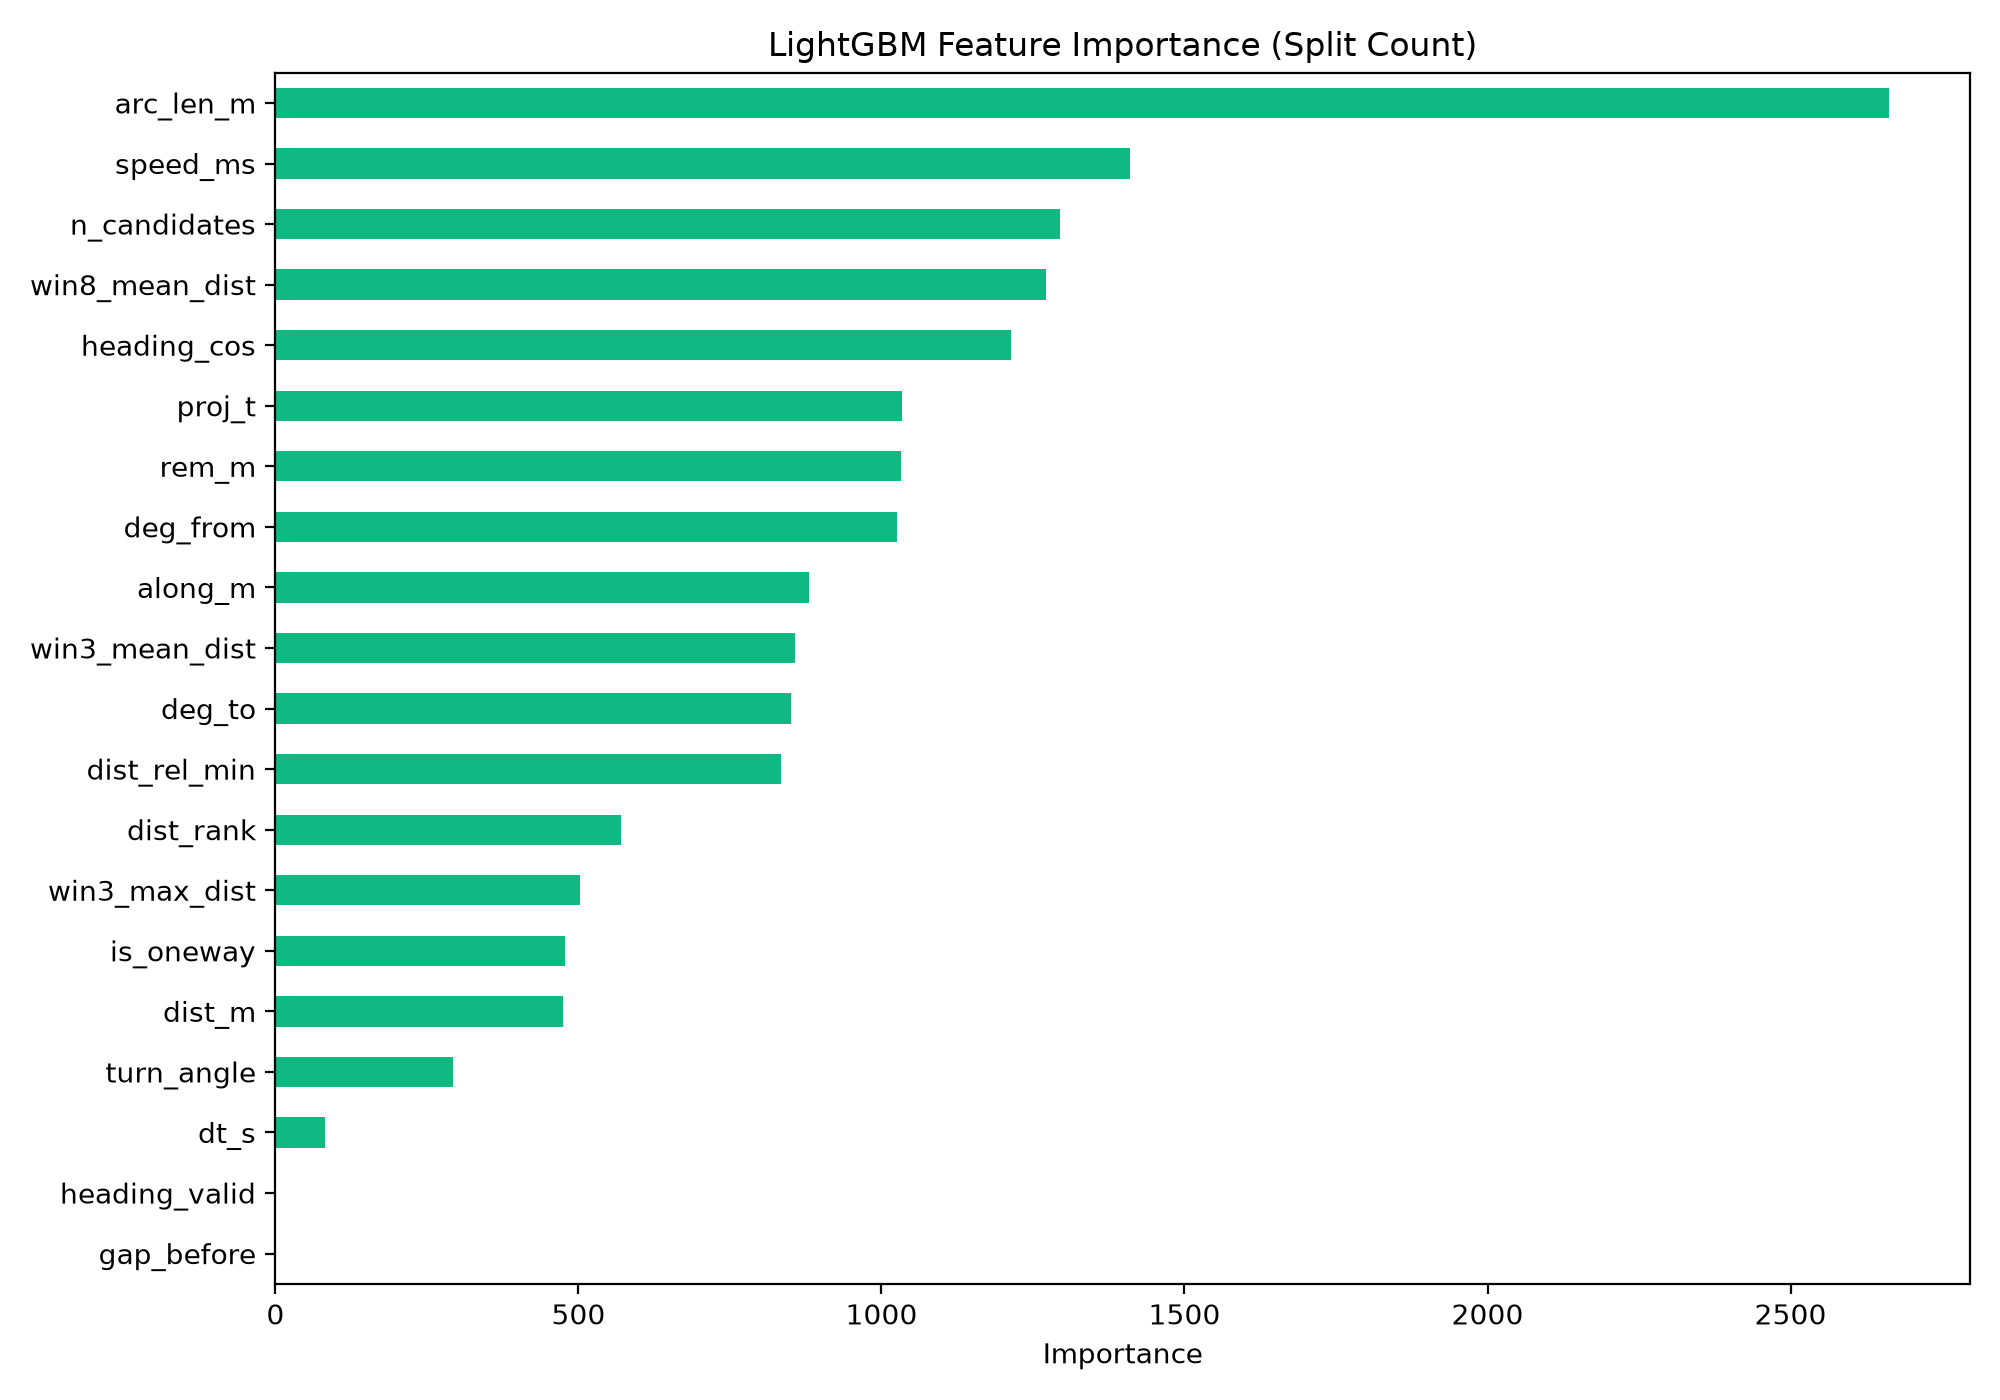 LightGBM Feature Importance (Split Count)
arc_len_m
speed_ms
n_candidates
win8_mean_dist
heading_cos
proj_t
rem_m
deg_from
along_m
win3_mean_dist
deg_to
dist_rel_min
dist_rank
win3_max_dist
is_oneway
dist_m
turn_angle
dt_s
heading_valid
gap_before
0 500 1000 1500 2000 2500
Importance